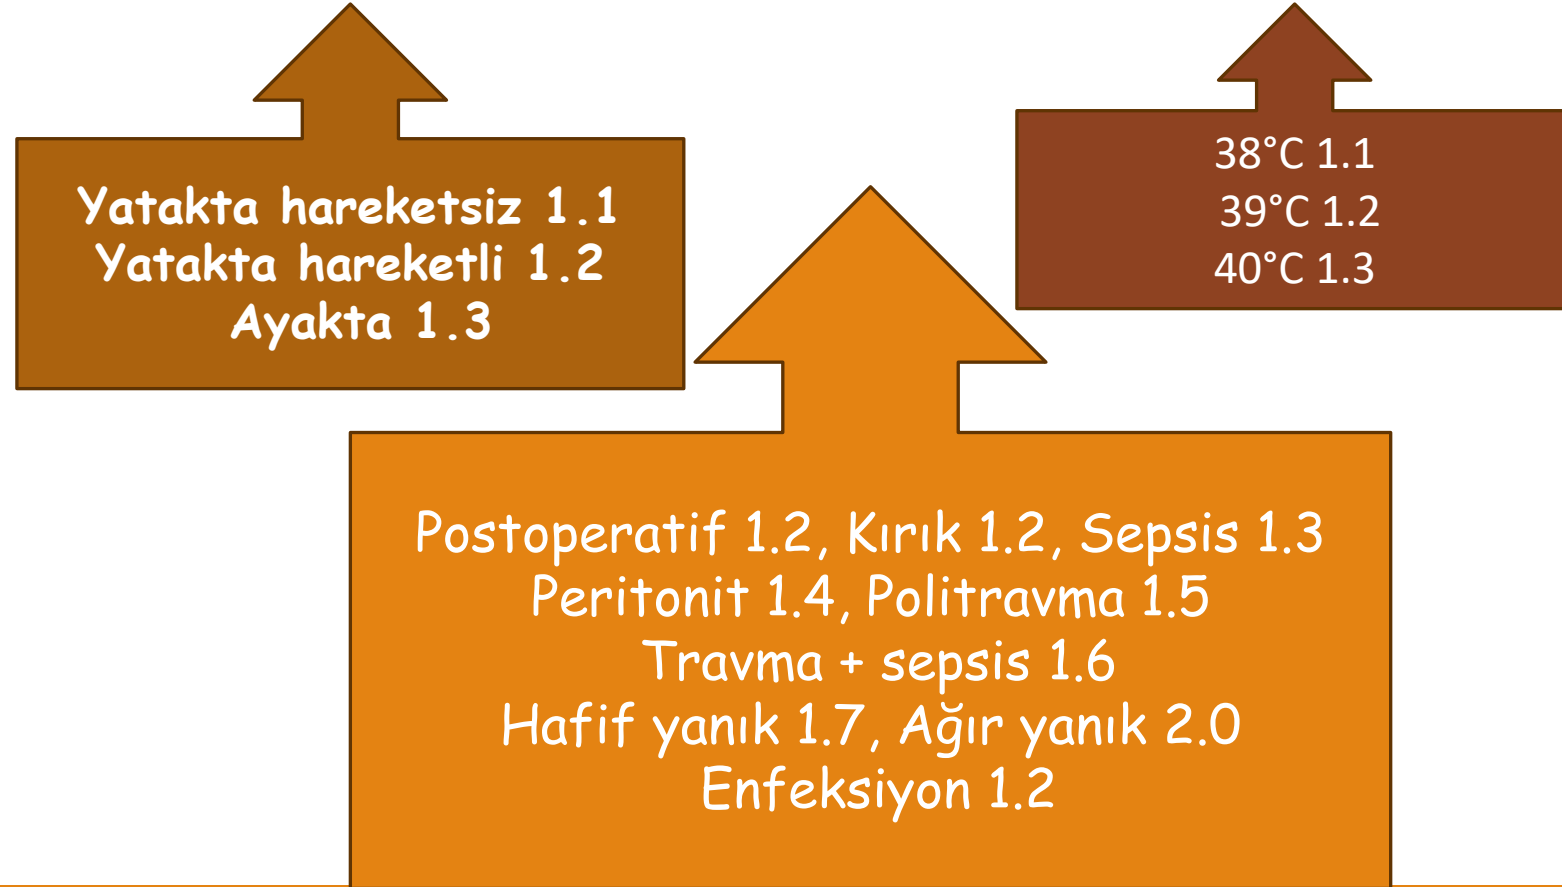 Yatakta hareketsiz 1.1
Yatakta hareketli 1.2
Ayakta 1.3
38°C 1.1
39°C 1.2
40°C 1.3
Postoperatif 1.2, Kırık 1.2, Sepsis 1.3
Peritonit 1.4, Politravma 1.5
Travma + sepsis 1.6
Hafif yanık 1.7, Ağır yanık 2.0
Enfeksiyon 1.2